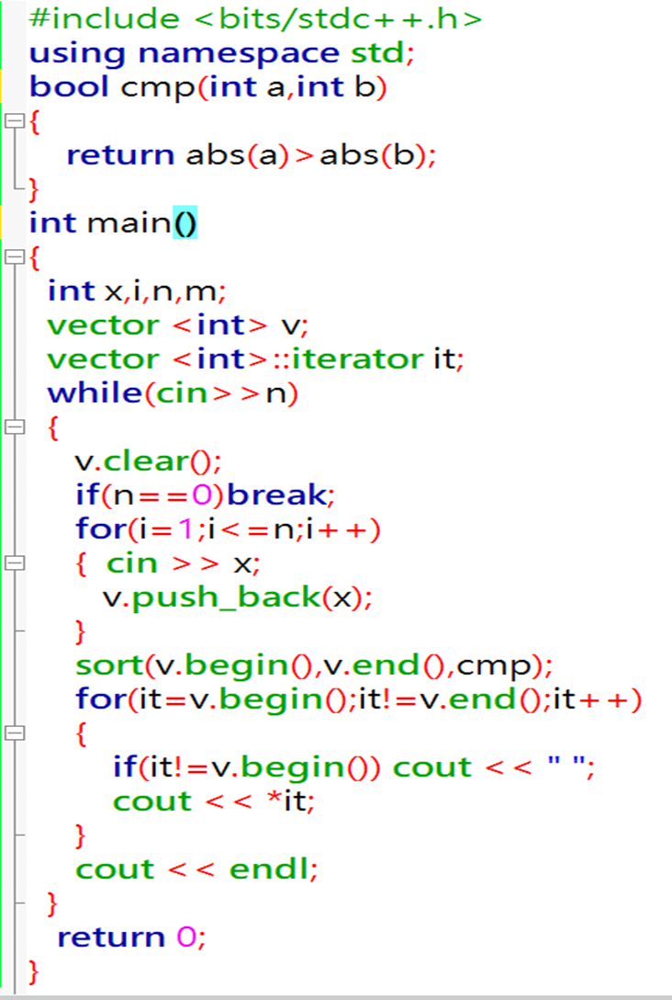 #include <bits/stdc++.h>
using namespace std;
bool cmp(int a,int b)
{
    return abs(a)>abs(b);
}
int main()
{
  int x,i,n,m;
  vector <int> v;
  vector <int>::iterator it;
  while(cin>>n)
  {
     v.clear();
     if(n==0)break;
     for(i=1;i<=n;i++)
     {  cin >> x;
        v.push_back(x);
     }
     sort(v.begin(),v.end(),cmp);
     for(it=v.begin();it!=v.end();it++)
     {
         if(it!=v.begin()) cout << " ";
         cout << *it;
     }
     cout << endl;
  }
   return 0;
}